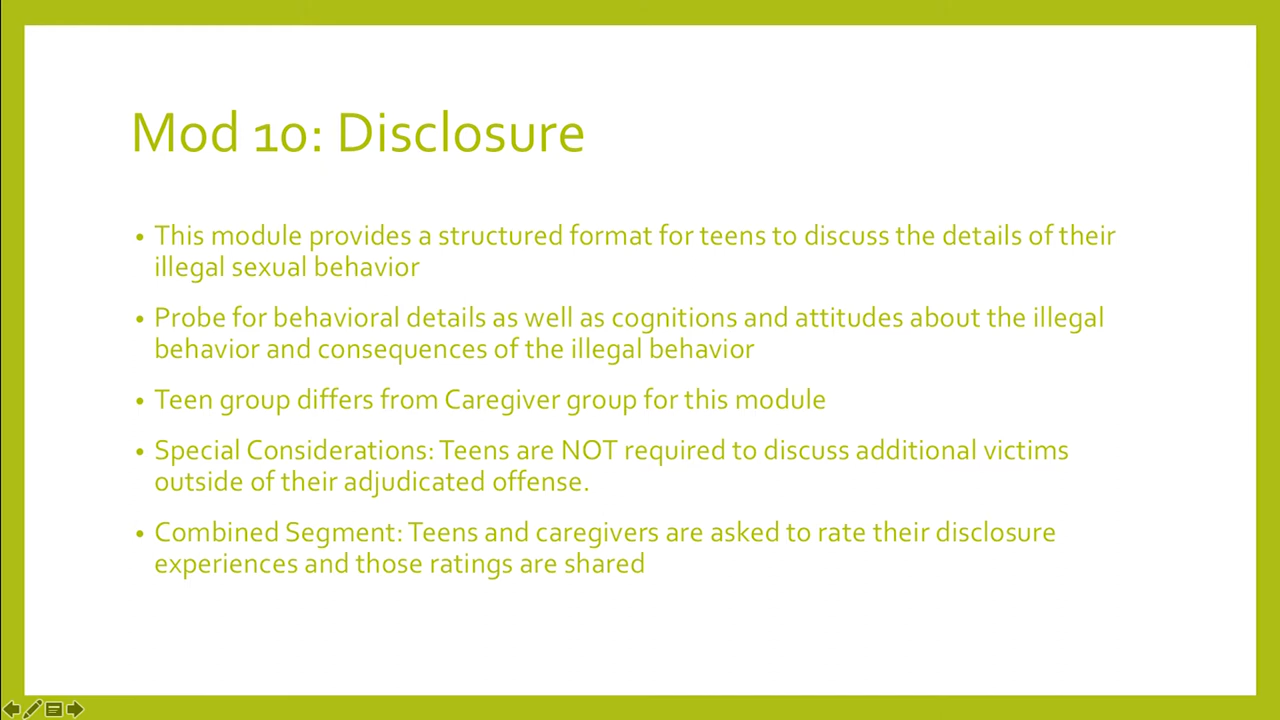 Mod 10: Disclosure
• This module provides a structured format for teens to discuss the details of their
illegal sexual behavior
• Probe for behavioral details as well as cognitions and attitudes about the illegal
behavior and consequences of the illegal behavior
• Teen group differs from Caregiver group for this module
• Special Considerations: Teens are NOT required to discuss additional victims
outside of their adjudicated offense.
• Combined Segment: Teens and caregivers are asked to rate their disclosure
experiences and those ratings are shared